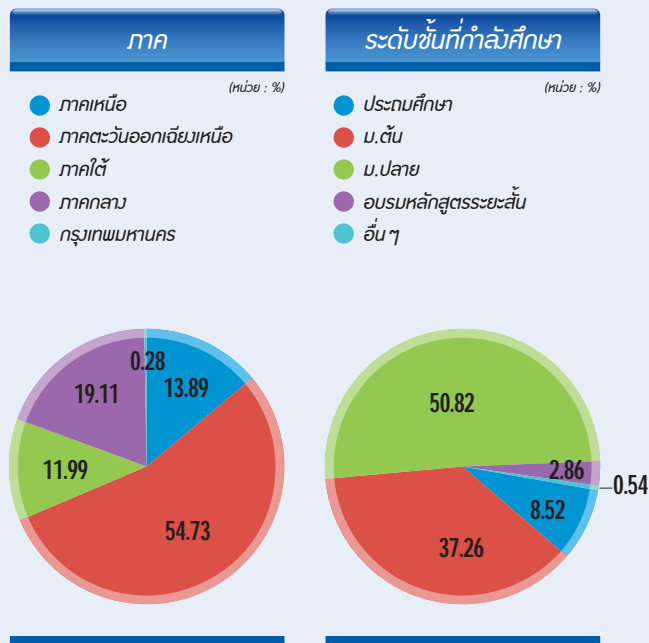 ภาค
(หน่วย : %)
ภาคเหนือ
ภาคตะวันออกเฉียงเหนือ
ภาคใต้
ภาคกลาง
กรุงเทพมหานคร
0.28
13.89
19.11
11.99
54.73
ระดับชั้นที่กำลังศึกษา
(หน่วย : %)
ประถมศึกษา
ม.ต้น
ม.ปลาย
อบรมหลักสูตรระยะสั้น
อื่น ๆ
50.82
2.86
0.54
8.52
37.26